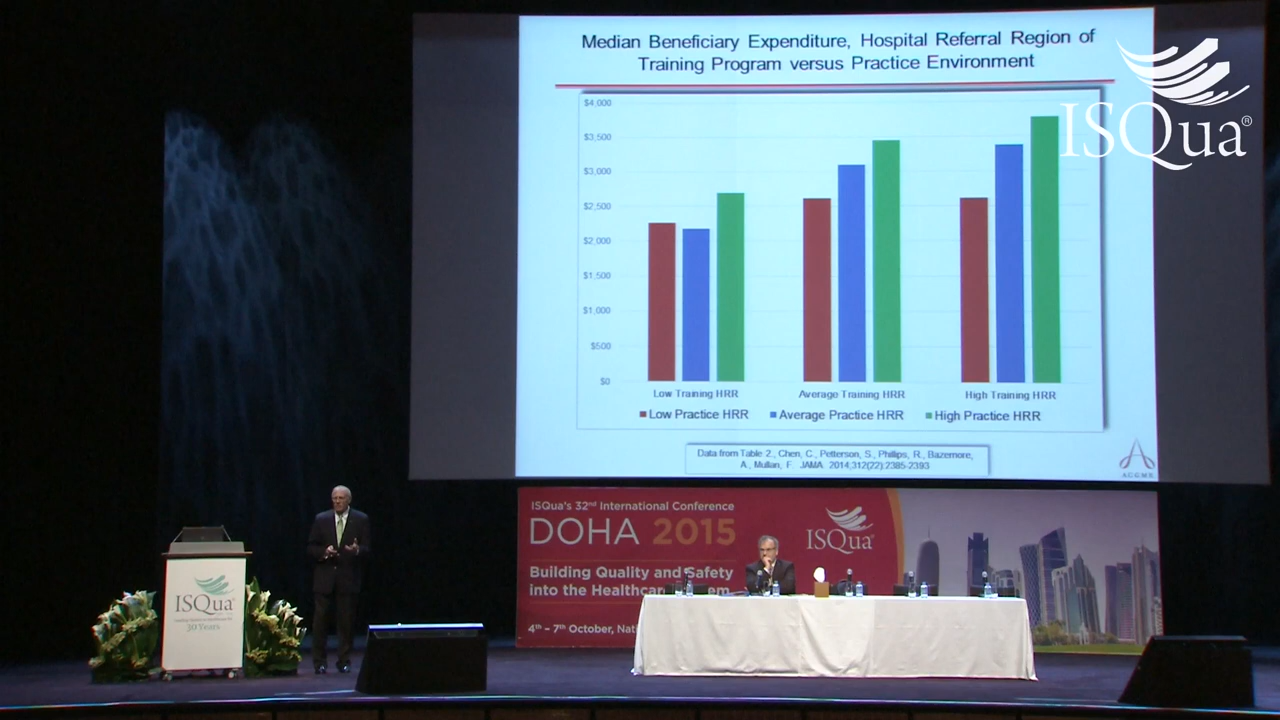 Median Beneficiary Expenditure, Hospital Referral Region of
Training Program versus Practice Environment
ISQua®
$4,000
$3,500
$3,000
$2,500
$2,000
$1,500
$1,000
$500
$0
Low Training HRR
Average Training HRR
High Training HRR
Low Practice HRR
Average Practice HRR
High Practice HRR
Data from Table 2., Chen, C., Petterson, S., Phillips, R., Bazemore,
A., Mullan, F. JAMA. 2014;312(22):2385-2393
ACGME
ISQua's 32nd International Conference
DOHA 2015
ISQua
Building Quality and Safety
into the Healthcare
4th – 7th October,
ISQua
30 Years